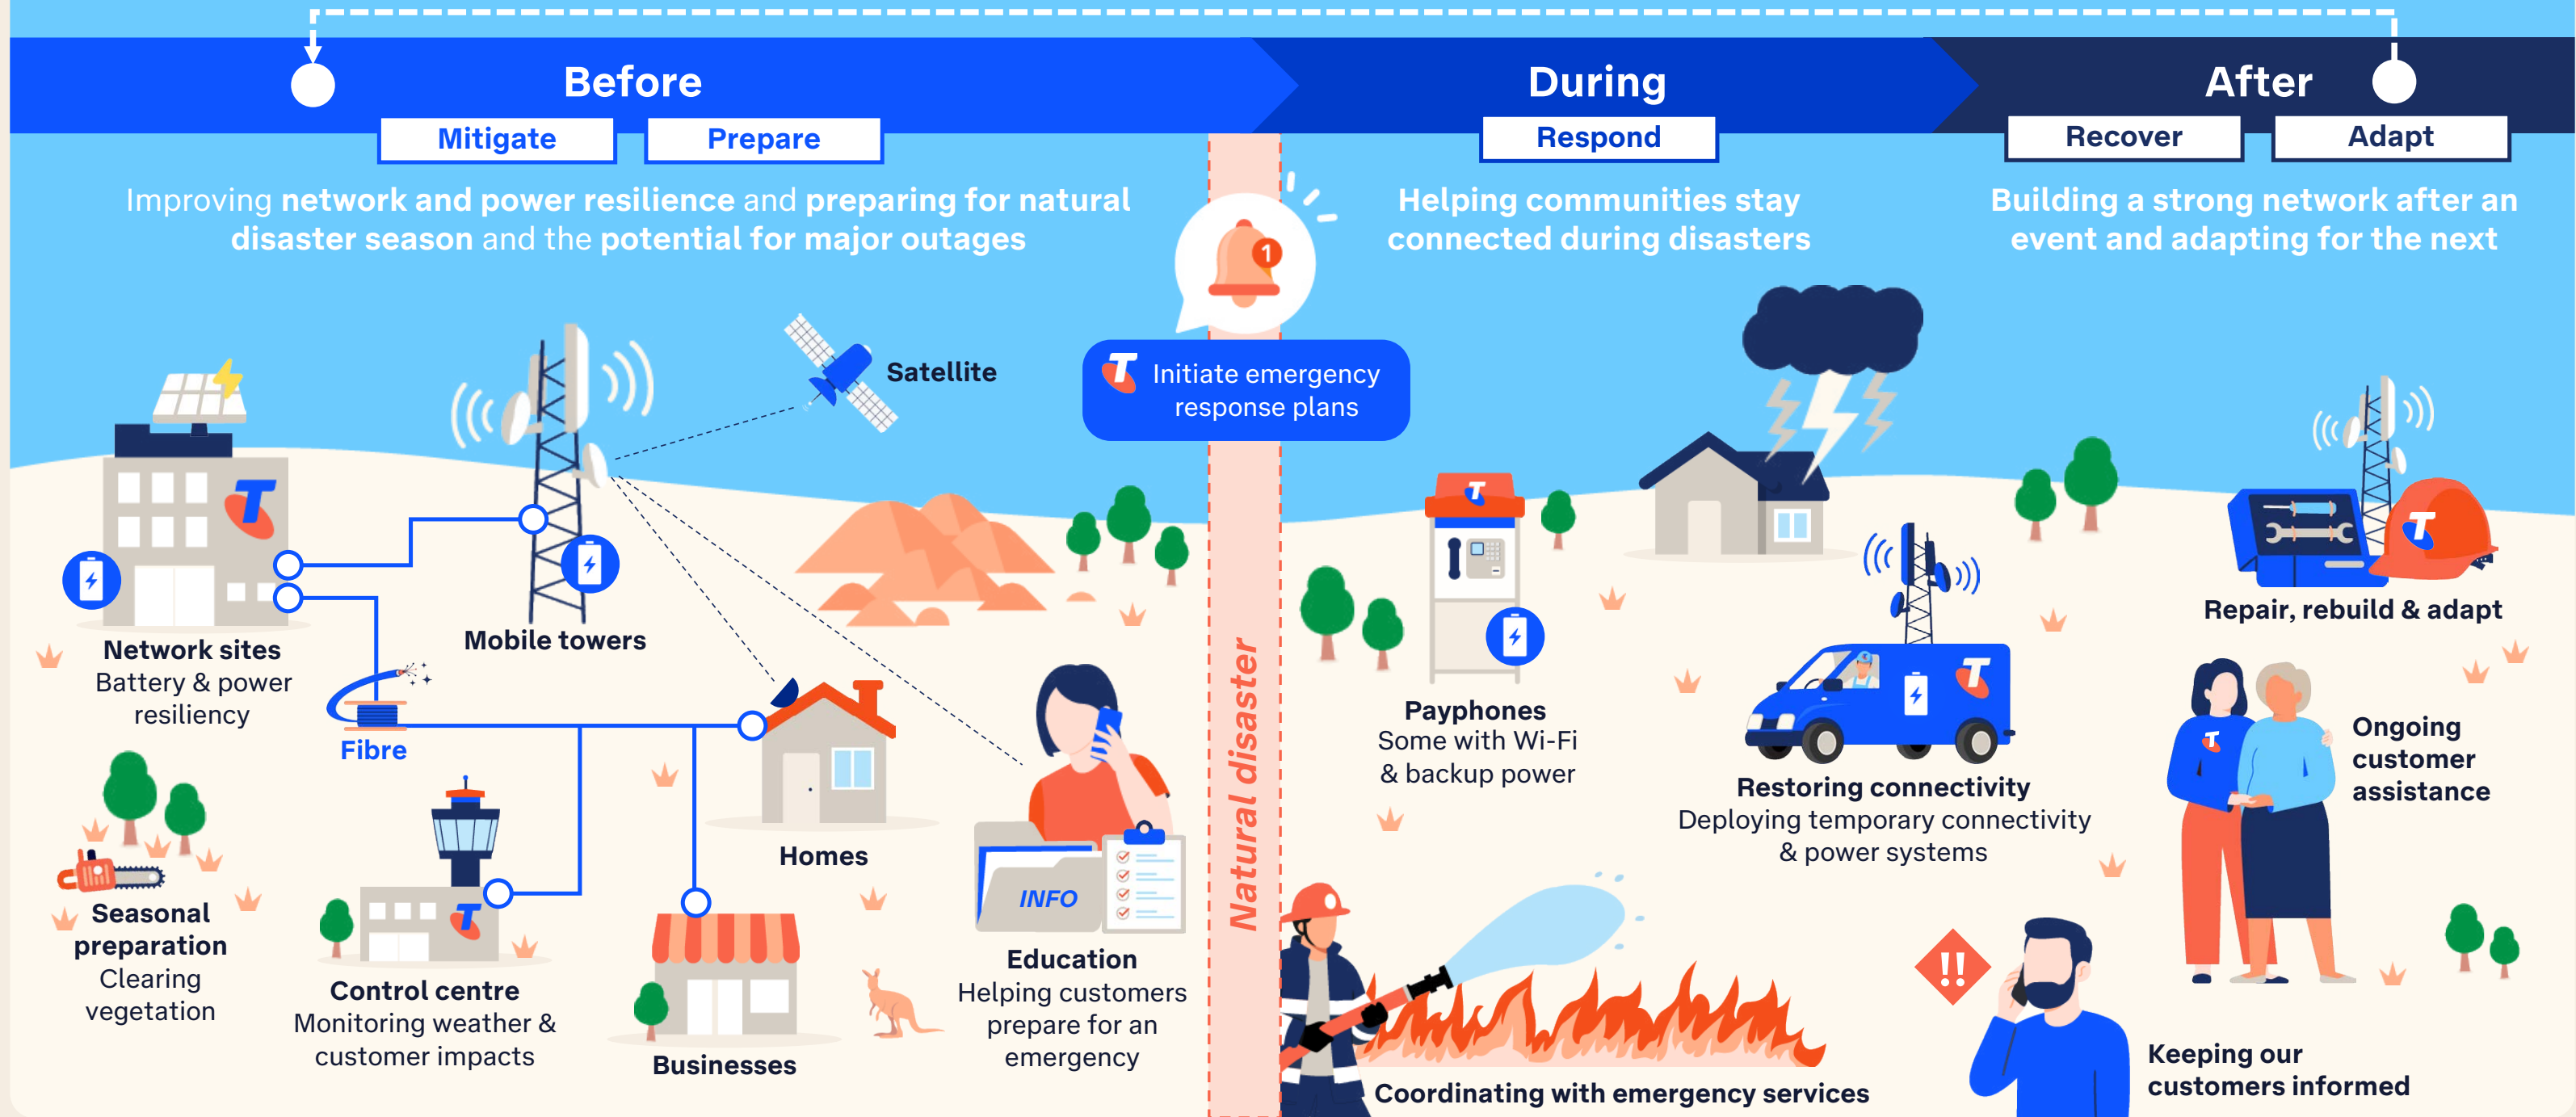 Before
During
After
Mitigate
Prepare
Respond
Recover
Adapt
Improving network and power resilience and preparing for natural
disaster season and the potential for major outages
Helping communities stay
connected during disasters
Building a strong network after an
event and adapting for the next
1
T Initiate emergency
response plans
Natural disaster
Satellite
T
Mobile towers
Network sites
Battery & power
resiliency
Fibre
Homes
Seasonal
preparation
Clearing
vegetation
T
Control centre
Monitoring weather &
customer impacts
Businesses
INFO
Education
Helping customers
prepare for an
emergency
T
Payphones
Some with Wi-Fi
& backup power
T
Restoring connectivity
Deploying temporary connectivity
& power systems
Coordinating with emergency services
T
Repair, rebuild & adapt
T
Ongoing
customer
assistance
!!
Keeping our
customers informed